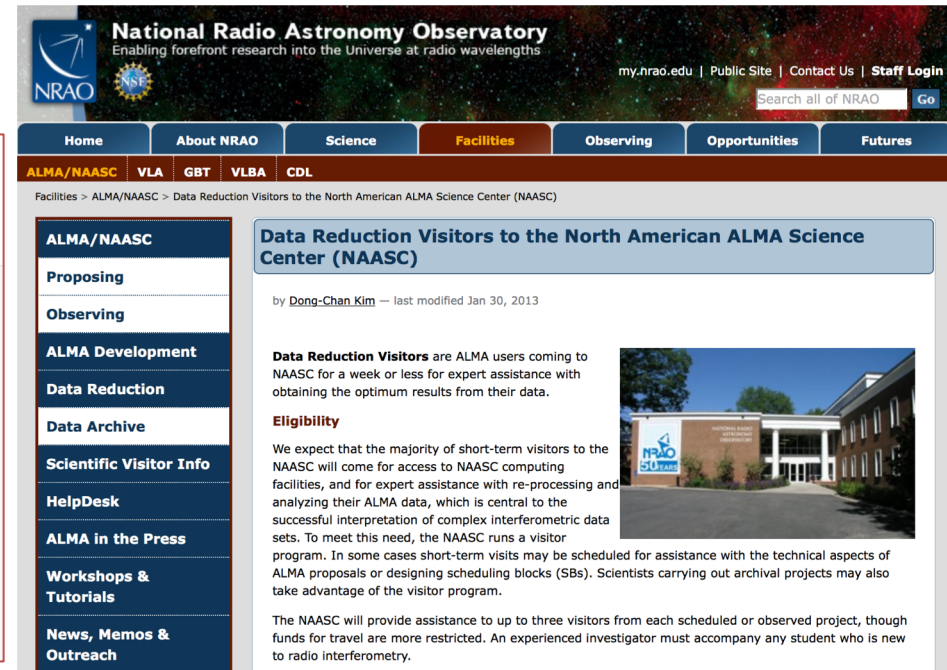 National Radio Astronomy Observatory
Enabling forefront research into the Universe at radio wavelengths
NRAO
NSF
my.nrao.edu | Public Site | Contact Us | Staff Login
Search all of NRAO Go
Home About NRAO Science Facilities Observing Opportunities Futures
ALMA/NAASC VLA GBT VLBA CDL
Facilities > ALMA/NAASC > Data Reduction Visitors to the North American ALMA Science Center (NAASC)
ALMA/NAASC
Proposing
Observing
ALMA Development
Data Reduction
Data Archive
Scientific Visitor Info
HelpDesk
ALMA in the Press
Workshops &
Tutorials
News, Memos &
Outreach
Data Reduction Visitors to the North American ALMA Science
Center (NAASC)
by Dong-Chan Kim — last modified Jan 30, 2013
Data Reduction Visitors are ALMA users coming to
NAASC for a week or less for expert assistance with
obtaining the optimum results from their data.
NATIONAL RADIO
ASTRONOMY
OBSERVATORY
NRAO
50 YEARS
Eligibility
We expect that the majority of short-term visitors to the
NAASC will come for access to NAASC computing
facilities, and for expert assistance with re-processing and
analyzing their ALMA data, which is central to the
successful interpretation of complex interferometric data
sets. To meet this need, the NAASC runs a visitor
program. In some cases short-term visits may be scheduled for assistance with the technical aspects of
ALMA proposals or designing scheduling blocks (SBs). Scientists carrying out archival projects may also
take advantage of the visitor program.
The NAASC will provide assistance to up to three visitors from each scheduled or observed project, though
funds for travel are more restricted. An experienced investigator must accompany any student who is new
to radio interferometry.